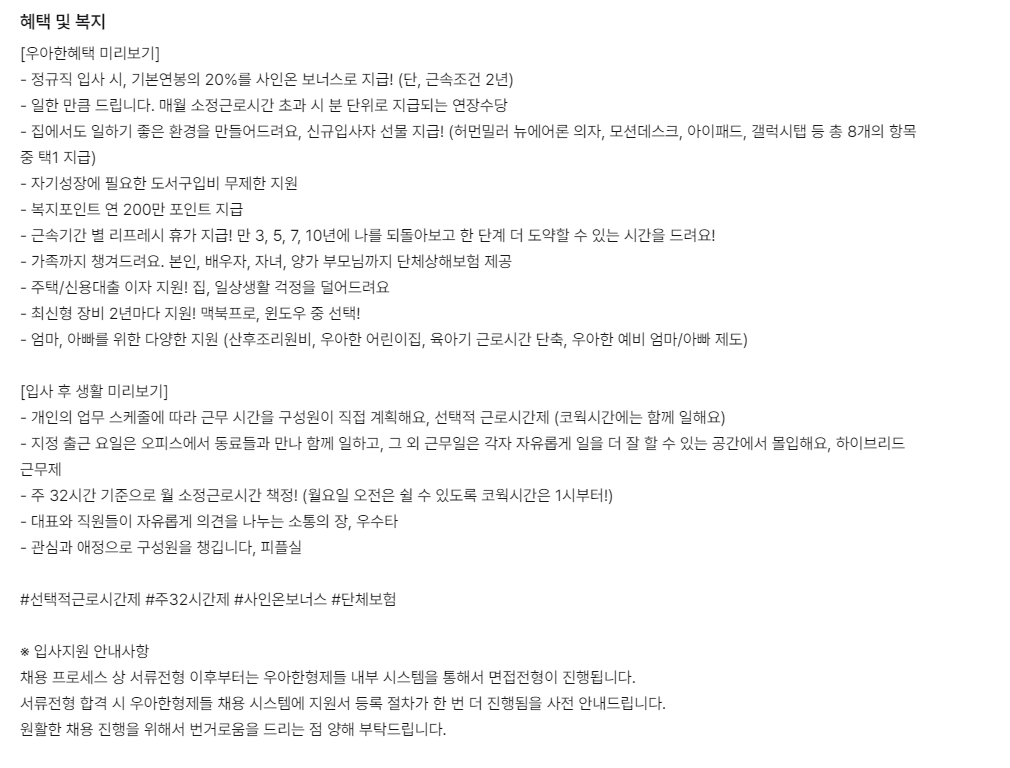 혜택 및 복지
[우아한혜택 미리보기]
- 정규직 입사 시, 기본연봉의 20%를 사인온 보너스로 지급! (단, 근속조건 2년)
- 일한 만큼 드립니다. 매월 소정근로시간 초과 시 분 단위로 지급되는 연장수당
- 집에서도 일하기 좋은 환경을 만들어드려요, 신규입사자 선물 지급! (허먼밀러 뉴에어론 의자, 모션데스크, 아이패드, 갤럭시탭 등 총 8개의 항목
중 택1 지급)
- 자기성장에 필요한 도서구입비 무제한 지원
- 복지포인트 연 200만 포인트 지급
- 근속기간 별 리프레시 휴가 지급! 만 3, 5, 7, 10년에 나를 되돌아보고 한 단계 더 도약할 수 있는 시간을 드려요!
- 가족까지 챙겨드려요. 본인, 배우자, 자녀, 양가 부모님까지 단체상해보험 제공
- 주택/신용대출 이자 지원! 집, 일상생활 걱정을 덜어드려요
- 최신형 장비 2년마다 지원! 맥북프로, 윈도우 중 선택!
- 엄마, 아빠를 위한 다양한 지원 (산후조리원비, 우아한 어린이집, 육아기 근로시간 단축, 우아한 예비 엄마/아빠 제도)
[입사 후 생활 미리보기]
- 개인의 업무 스케줄에 따라 근무 시간을 구성원이 직접 계획해요, 선택적 근로시간제 (코웍시간에는 함께 일해요)
- 지정 출근 요일은 오피스에서 동료들과 만나 함께 일하고, 그 외 근무일은 각자 자유롭게 일을 더 잘 할 수 있는 공간에서 몰입해요, 하이브리드
근무제
- 주 32시간 기준으로 월 소정근로시간 책정! (월요일 오전은 쉴 수 있도록 코웍시간은 1시부터!)
- 대표와 직원들이 자유롭게 의견을 나누는 소통의 장, 우수타
- 관심과 애정으로 구성원을 챙깁니다, 피플실
#선택적근로시간제 #주32시간제 #사인온보너스 #단체보험
※ 입사지원 안내사항
채용 프로세스 상 서류전형 이후부터는 우아한형제들 내부 시스템을 통해서 면접전형이 진행됩니다.
서류전형 합격 시 우아한형제들 채용 시스템에 지원서 등록 절차가 한 번 더 진행됨을 사전 안내드립니다.
원활한 채용 진행을 위해서 번거로움을 드리는 점 양해 부탁드립니다.